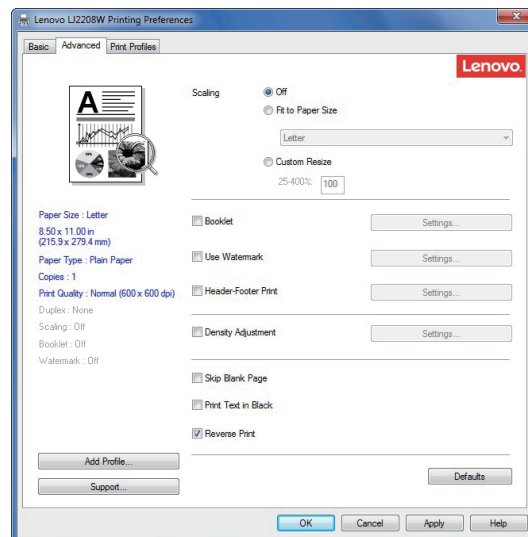 Lenovo LJ2208W Printing Preferences
Basic Advanced Print Profiles
Lenovo
A
Scaling
Off
Fit to Paper Size
Letter
Custom Resize
25-400%: 100
Paper Size : Letter
8.50 x 11.00 in
(215.9 x 279.4 mm)
Paper Type : Plain Paper
Copies : 1
Print Quality : Normal (600 x 600 dpi)
Duplex : None
Scaling : Off
Booklet : Off
Watermark : Off
Booklet Settings...
Use Watermark Settings...
Header-Footer Print Settings...
Density Adjustment Settings...
Skip Blank Page
Print Text in Black
Reverse Print
Add Profile...
Support...
Defaults
OK Cancel Apply Help